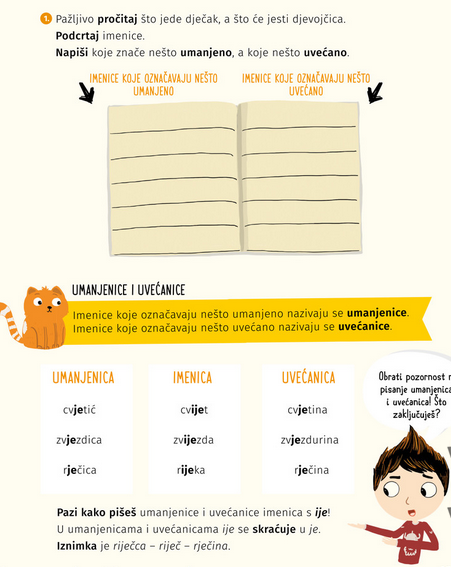 1. Pažljivo pročitaj što jede dječak, a što će jesti djevojčica.
Podcrtaj imenice.
Napiši koje znače nešto umanjeno, a koje nešto uvećano.
IMENICE KOJE OZNAČAVAJU NEŠTO
UMANJENO
IMENICE KOJE OZNAČAVAJU NEŠTO
UVEĆANO
UMANJENICE I UVEĆANICE
Imenice koje označavaju nešto umanjeno nazivaju se umanjenice.
Imenice koje označavaju nešto uvećano nazivaju se uvećanice.
UMANJENICA IMENICA UVEĆANICA
cvjetić cvijet cvjetina
zvjezdica zvijezda zvjezdurina
rječica rijeka rječina
Obrati pozornost n
pisanje umanjenica
i uvećanica! Što
zaključuješ?
Pazi kako pišeš umanjenice i uvećanice imenica s ije!
U umanjenicama i uvećanicama ije se skraćuje u je.
Iznimka je riječca – riječ – rječina.